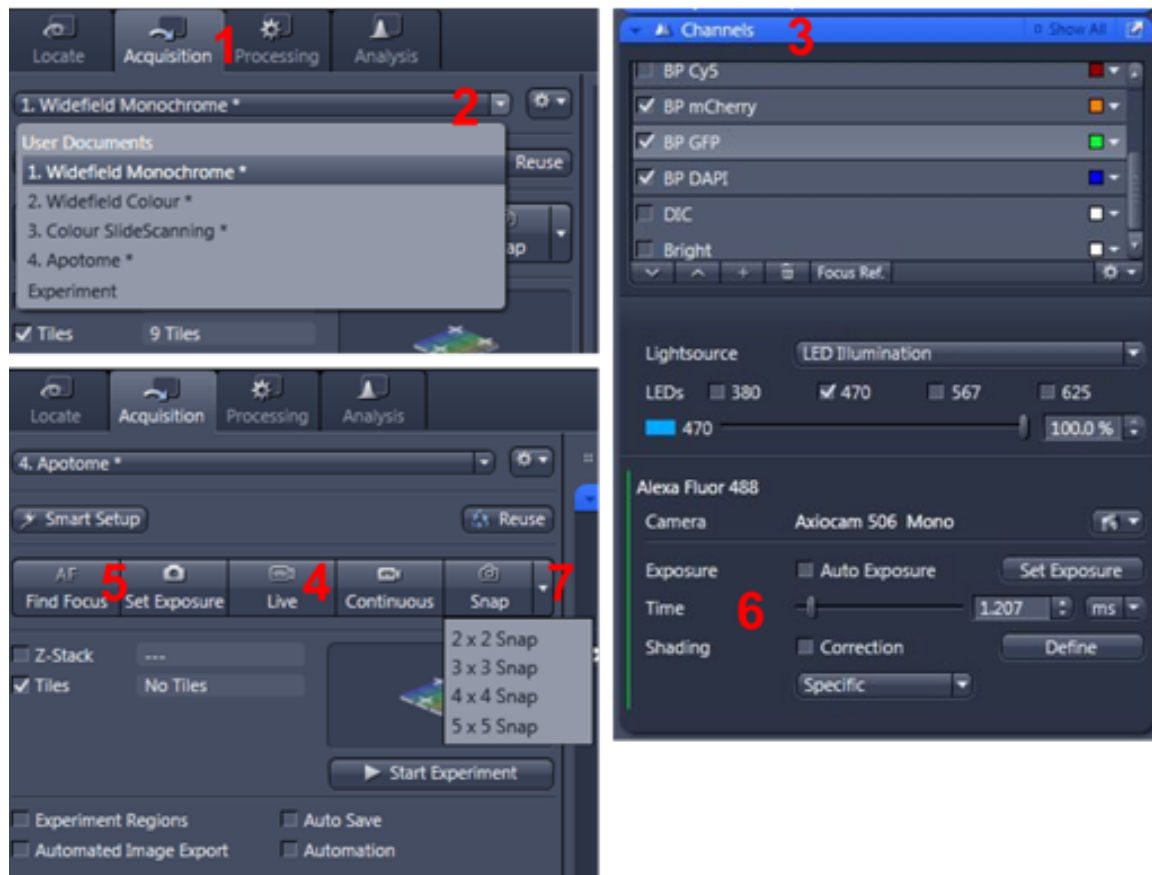 Locate Acquisition 1 Processing Analysis
1. Widefield Monochrome * 2
User Documents
1. Widefield Monochrome *
Reuse
2. Widefield Colour *
3. Colour SlideScanning *
ap
4. Apotome *
Experiment
Tiles 9 Tiles
Locate Acquisition Processing Analysis
4. Apotome *
Smart Setup Reuse
AF 5 4 7
Find Focus Set Exposure Live Continuous Snap
2 x 2 Snap
3 x 3 Snap
4 x 4 Snap
5 x 5 Snap
Z-Stack ---
Tiles No Tiles
Start Experiment
Experiment Regions Auto Save
Automated Image Export Automation
Channels 3 Show All
BP Cy5
BP mCherry
BP GFP
BP DAPI
DIC
Bright
+ Focus Ref.
Lightsource LED Illumination
LEDs 380 470 567 625
470 100.0 %
Alexa Fluor 488
Camera Axiocam 506 Mono
Exposure Auto Exposure Set Exposure
Time 6 1.207 ms
Shading Correction Define
Specific